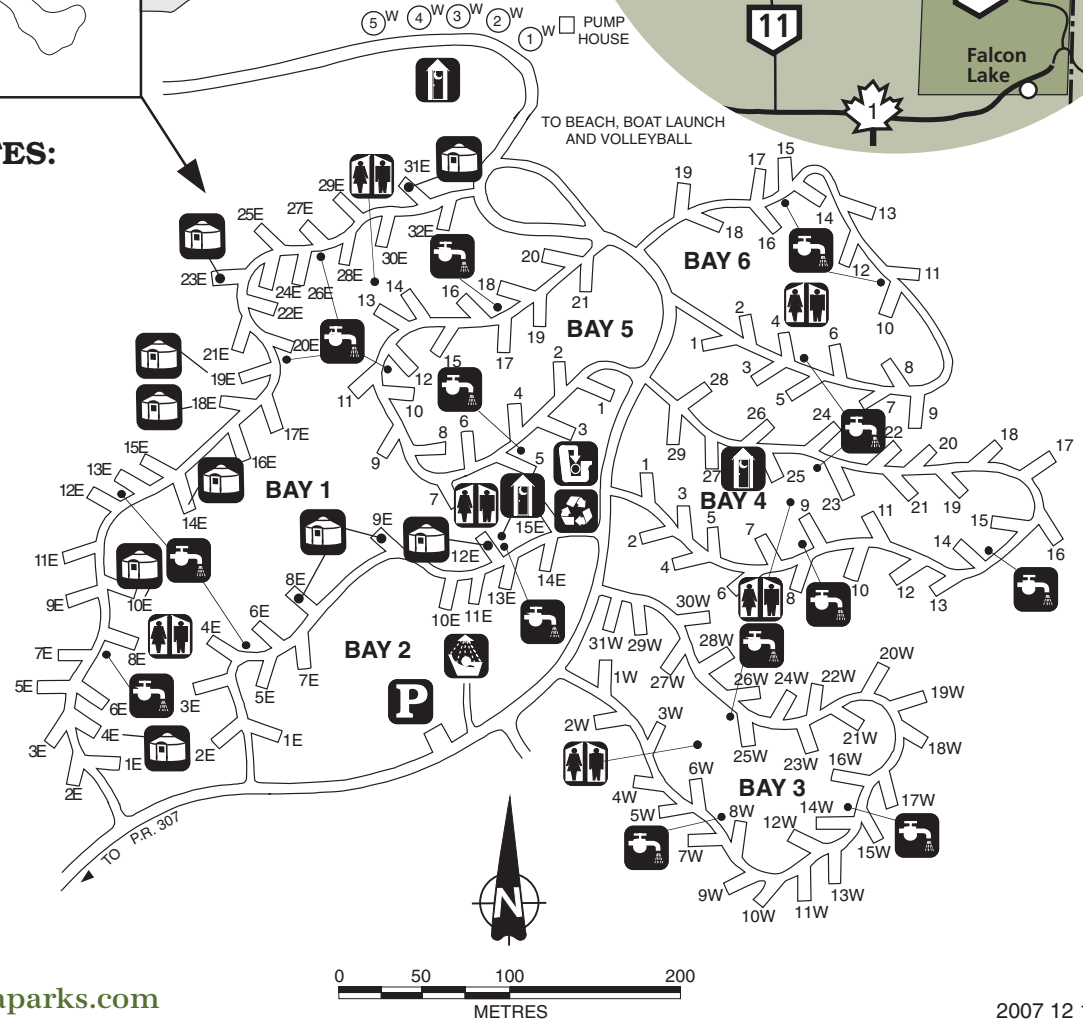 5W 4W 3W 2W 1W
PUMP
HOUSE
11
Falcon
Lake
1
TO BEACH, BOAT LAUNCH
AND VOLLEYBALL
TES:
BAY 6
19 18 17 16 15 14 13 12 11 10 9 8 7 6 5 4 3 2 1
BAY 5
21 20 19 18 17 16 15 14 13 12 11 10 9 8 7 6 5 4 3 2 1
BAY 1
31E 32E 29E 30E 27E 28E 25E 26E 24E 23E 22E 21E 20E 19E 18E 17E 16E 15E 14E 13E 12E 11E 10E 9E 8E 7E 6E 5E 4E 3E 2E 1E
BAY 4
28 29 26 27 24 25 22 23 20 21 18 19 17 16 15 14 13 12 11 10 9 8 7 6 5 4 3 2 1
BAY 2
15E 14E 13E 12E 11E 10E 9E 8E 7E 6E 5E 4E 3E 2E 1E
P
BAY 3
31W 30W 29W 28W 27W 26W 25W 24W 23W 22W 21W 20W 19W 18W 17W 16W 15W 14W 13W 12W 11W 10W 9W 8W 7W 6W 5W 4W 3W 2W 1W
TO P.R. 307
N
0 50 100 200
METRES
aparks.com
2007 12